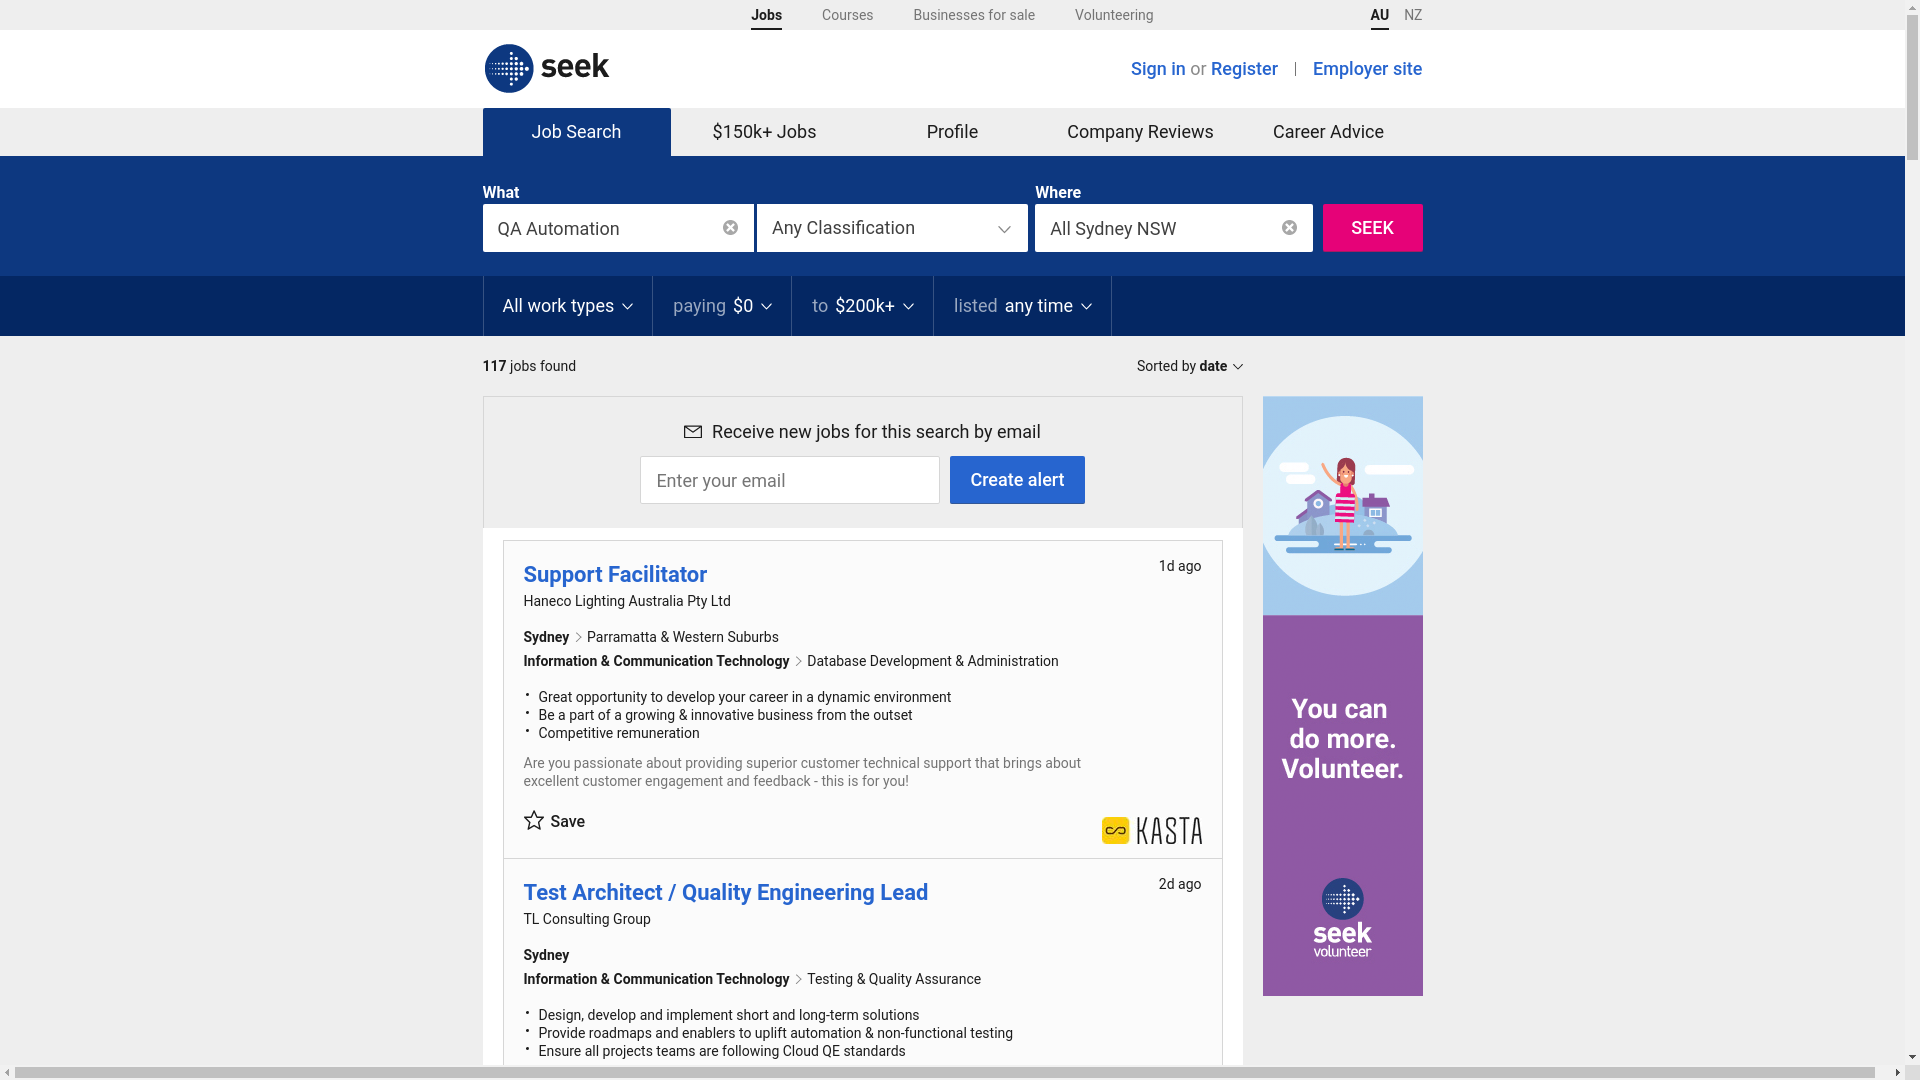 Jobs Courses Businesses for sale Volunteering AU NZ
seek
Sign in or Register Employer site
Job Search $150k+ Jobs Profile Company Reviews Career Advice
What Where
QA Automation Any Classification All Sydney NSW SEEK
All work types paying $0 to $200k+ listed any time
117 jobs found Sorted by date
Receive new jobs for this search by email
Enter your email Create alert
Support Facilitator 1d ago
Haneco Lighting Australia Pty Ltd
Sydney Parramatta & Western Suburbs
Information & Communication Technology Database Development & Administration
• Great opportunity to develop your career in a dynamic environment
• Be a part of a growing & innovative business from the outset
• Competitive remuneration
Are you passionate about providing superior customer technical support that brings about
excellent customer engagement and feedback - this is for you!
Save
KASTA
Test Architect / Quality Engineering Lead 2d ago
TL Consulting Group
Sydney
Information & Communication Technology Testing & Quality Assurance
• Design, develop and implement short and long-term solutions
• Provide roadmaps and enablers to uplift automation & non-functional testing
• Ensure all projects teams are following Cloud QE standards
You can
do more.
Volunteer.
seek
volunteer